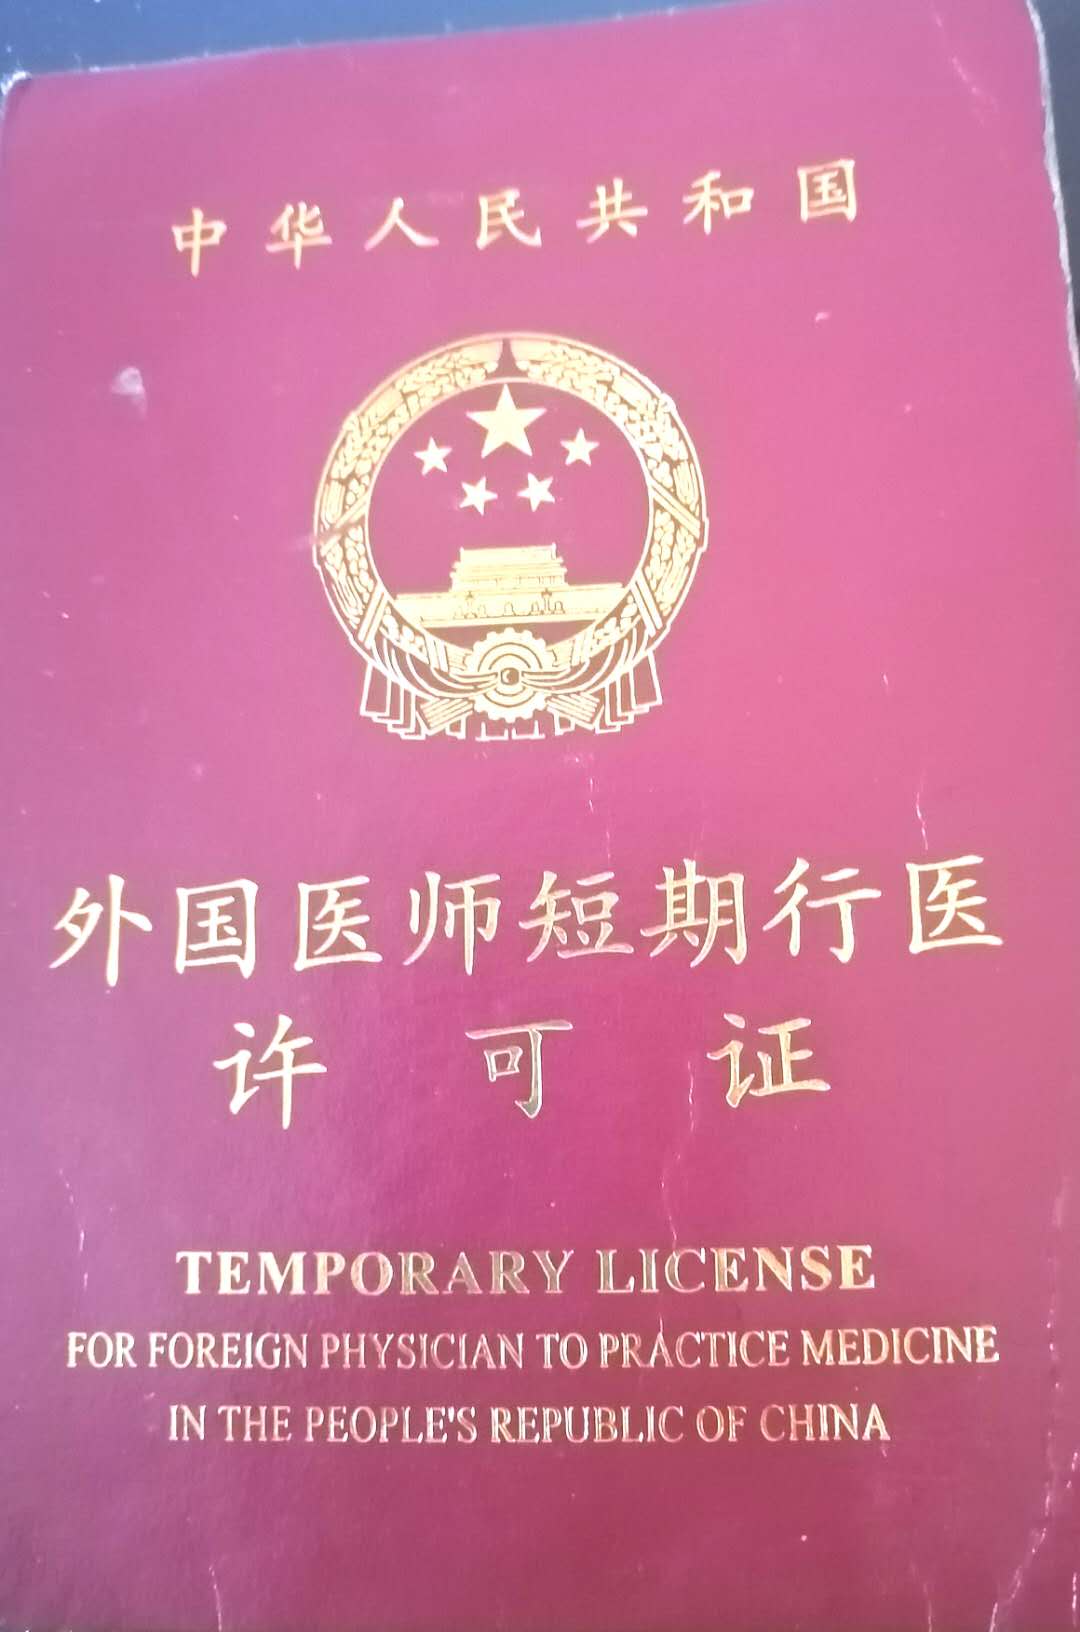 中华人民共和国
外国医师短期行医
许可证
TEMPORARY LICENSE
FOR FOREIGN PHYSICIAN TO PRACTICE MEDICINE
IN THE PEOPLE'S REPUBLIC OF CHINA